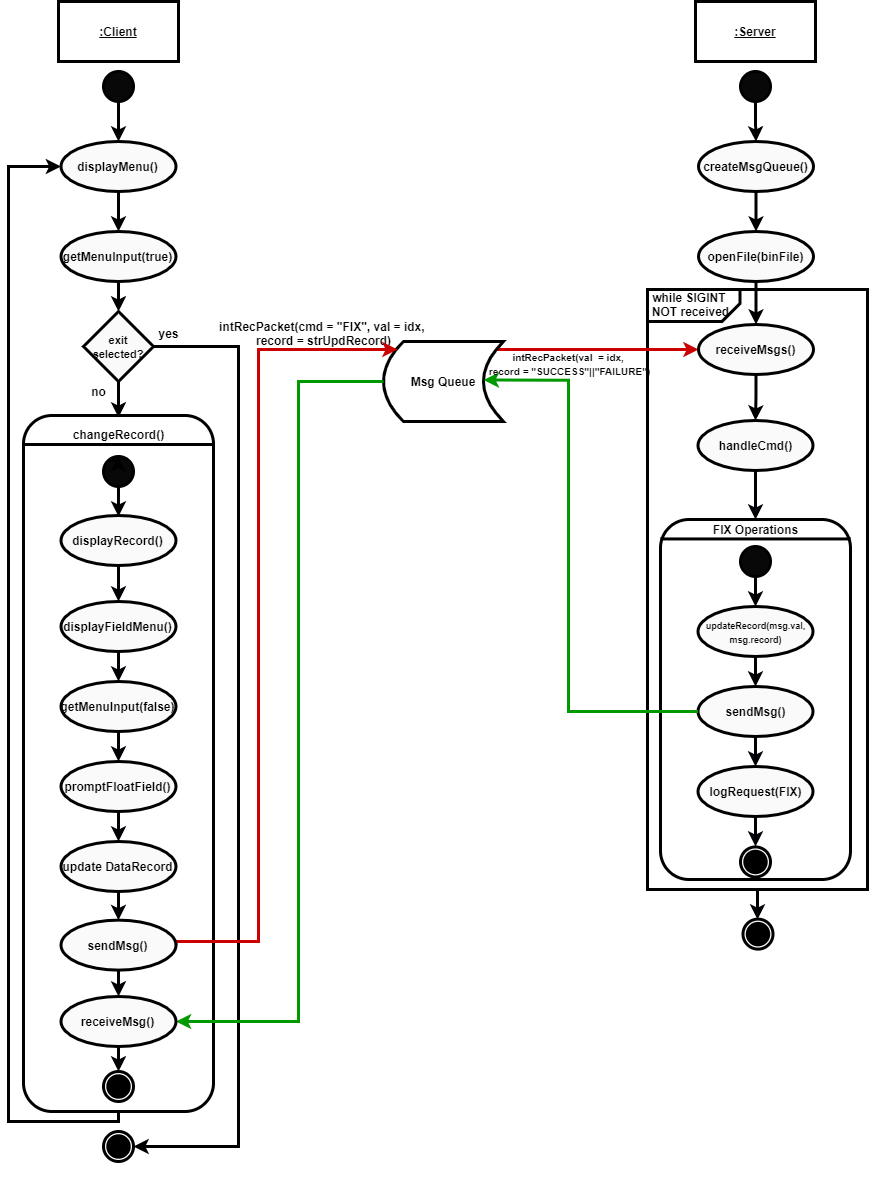 :Client
displayMenu()
getMenuInput(true)
exit
selected?
yes
no
changeRecord()
displayRecord()
displayFieldMenu()
getMenuInput(false)
promptFloatField()
update DataRecord
sendMsg()
receiveMsg()
intRecPacket(cmd = "FIX", val = idx,
record = strUpdRecord)
Msg Queue
intRecPacket(val = idx,
record = "SUCCESS"||"FAILURE")
:Server
createMsgQueue()
openFile(binFile)
while SIGINT
NOT received
receiveMsgs()
handleCmd()
FIX Operations
updateRecord(msg.val,
msg.record)
sendMsg()
logRequest(FIX)